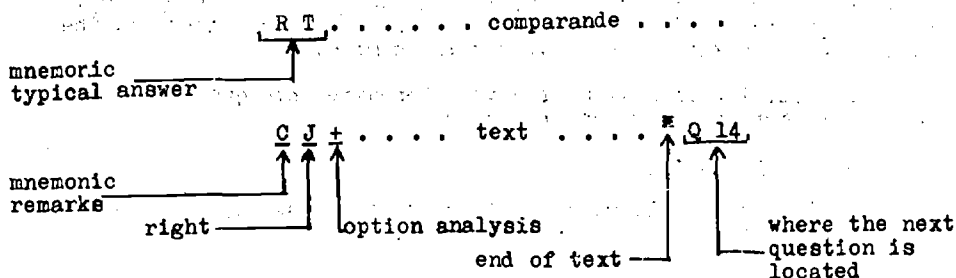 R T . . . . . . comparande . . . .
mnemoric
typical answer
C J + . . . . text . . . . * Q 14
mnemonic
remarks
right
option analysis
end of text
where the next
question is
located